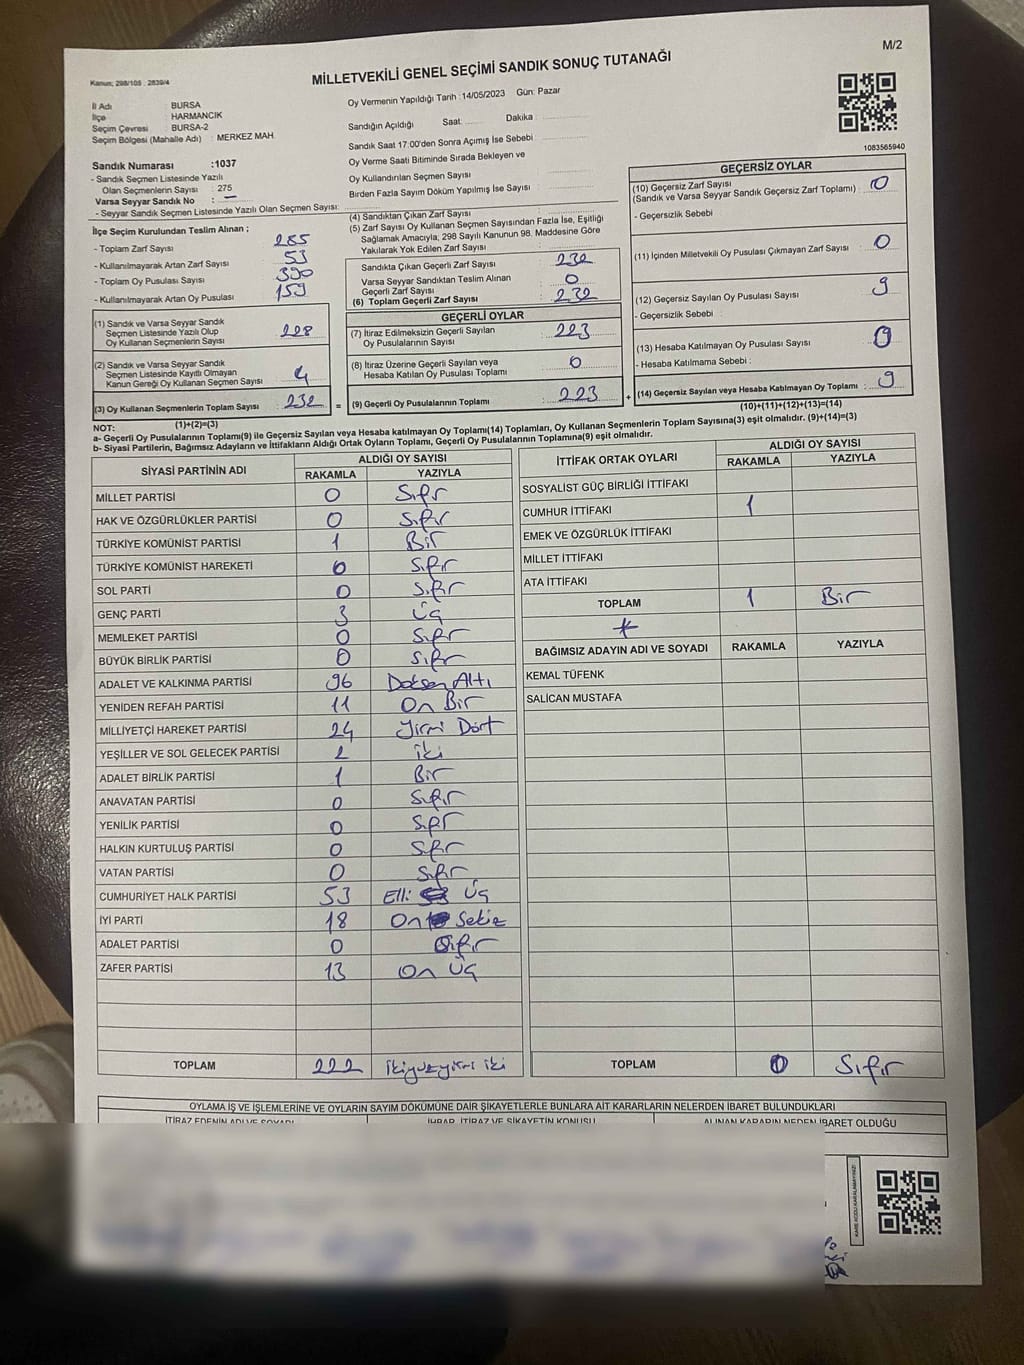 M/2
Kanun; 298/105 : 2839/4
MİLLETVEKİLİ GENEL SEÇİMİ SANDIK SONUÇ TUTANAĞI
İl Adı BURSA
İlçe HARMANCIK
Seçim Çevresi BURSA-2
Seçim Bölgesi (Mahalle Adı) : MERKEZ MAH.
Oy Vermenin Yapıldığı Tarih :14/05/2023 Gün: Pazar
Sandığın Açıldığı Saat: Dakika
Sandık Saat 17:00'den Sonra Açımış İse Sebebi
Oy Verme Saati Bitiminde Sırada Bekleyen ve
Oy Kullandırılan Seçmen Sayısı
Birden Fazla Sayım Döküm Yapılmış İse Sayısı :
1083565940
Sandık Numarası :1037
- Sandık Seçmen Listesinde Yazılı
Olan Seçmenlerin Sayısı : 275
Varsa Seyyar Sandık No : —
- Seyyar Sandık Seçmen Listesinde Yazılı Olan Seçmen Sayısı:
İlçe Seçim Kurulundan Teslim Alınan ;
- Toplam Zarf Sayısı 285
- Kullanılmayarak Artan Zarf Sayısı 53
- Toplam Oy Pusulası Sayısı 390
- Kullanılmayarak Artan Oy Pusulası 159
(1) Sandık ve Varsa Seyyar Sandık
Seçmen Listesinde Yazılı Olup
Oy Kullanan Seçmenlerin Sayısı 228
(2) Sandık ve Varsa Seyyar Sandık
Seçmen Listesinde Kayıtlı Olmayan
Kanun Gereği Oy Kullanan Seçmen Sayısı 4
(3) Oy Kullanan Seçmenlerin Toplam Sayısı : 232
(1)+(2)=(3)
(4) Sandıktan Çıkan Zarf Sayısı :
(5) Zarf Sayısı Oy Kullanan Seçmen Sayısından Fazla İse, Eşitliği
Sağlamak Amacıyla, 298 Sayılı Kanunun 98. Maddesine Göre
Yakılarak Yok Edilen Zarf Sayısı :
Sandıkta Çıkan Geçerli Zarf Sayısı : 232
Varsa Seyyar Sandıktan Teslim Alınan
Geçerli Zarf Sayısı : 0
(6) Toplam Geçerli Zarf Sayısı : 232
GEÇERLİ OYLAR
(7) İtiraz Edilmeksizin Geçerli Sayılan
Oy Pusulalarının Sayısı : 223
(8) İtiraz Üzerine Geçerli Sayılan veya
Hesaba Katılan Oy Pusulası Toplamı : 0
= (9) Geçerli Oy Pusulalarının Toplamı : 223 +
GEÇERSİZ OYLAR
(10) Geçersiz Zarf Sayısı
(Sandık ve Varsa Seyyar Sandık Geçersiz Zarf Toplamı) : 0
- Geçersizlik Sebebi
(11) İçinden Milletvekili Oy Pusulası Çıkmayan Zarf Sayısı : 0
(12) Geçersiz Sayılan Oy Pusulası Sayısı : 9
- Geçersizlik Sebebi :
(13) Hesaba Katılmayan Oy Pusulası Sayısı : 0
- Hesaba Katılmama Sebebi :
(14) Geçersiz Sayılan veya Hesaba Katılmayan Oy Toplamı : 9
(10)+(11)+(12)+(13)=(14)
NOT:
a- Geçerli Oy Pusulalarının Toplamı(9) ile Geçersiz Sayılan veya Hesaba katılmayan Oy Toplamı(14) Toplamları, Oy Kullanan Seçmenlerin Toplam Sayısına(3) eşit olmalıdır. (9)+(14)=(3)
b- Siyasi Partilerin, Bağımsız Adayların ve İttifakların Aldığı Ortak Oyların Toplamı, Geçerli Oy Pusulalarının Toplamına(9) eşit olmalıdır.
SİYASİ PARTİNİN ADI ALDIĞI OY SAYISI
RAKAMLA YAZIYLA
MİLLET PARTİSİ 0 Sıfır
HAK VE ÖZGÜRLÜKLER PARTİSİ 0 Sıfır
TÜRKİYE KOMÜNİST PARTİSİ 1 Bir
TÜRKİYE KOMÜNİST HAREKETİ 0 Sıfır
SOL PARTİ 0 Sıfır
GENÇ PARTİ 3 Üç
MEMLEKET PARTİSİ 0 Sıfır
BÜYÜK BİRLİK PARTİSİ 0 Sıfır
ADALET VE KALKINMA PARTİSİ 96 Doksan Altı
YENİDEN REFAH PARTİSİ 11 On Bir
MİLLİYETÇİ HAREKET PARTİSİ 24 Yirmi Dört
YEŞİLLER VE SOL GELECEK PARTİSİ 2 iki
ADALET BİRLİK PARTİSİ 1 Bir
ANAVATAN PARTİSİ 0 Sıfır
YENİLİK PARTİSİ 0 Sıfır
HALKIN KURTULUŞ PARTİSİ 0 Sıfır
VATAN PARTİSİ 0 Sıfır
CUMHURİYET HALK PARTİSİ 53 Elli Üç
İYİ PARTİ 18 On Sekiz
ADALET PARTİSİ 0 Sıfır
ZAFER PARTİSİ 13 On Üç
TOPLAM 222 ikiyüzyirmi iki
İTTİFAK ORTAK OYLARI ALDIĞI OY SAYISI
RAKAMLA YAZIYLA
SOSYALİST GÜÇ BİRLİĞİ İTTİFAKI
CUMHUR İTTİFAKI 1
EMEK VE ÖZGÜRLÜK İTTİFAKI
MİLLET İTTİFAKI
ATA İTTİFAKI
TOPLAM 1 Bir
BAĞIMSIZ ADAYIN ADI VE SOYADI RAKAMLA YAZIYLA
KEMAL TÜFENK
SALİCAN MUSTAFA
TOPLAM 0 Sıfır
OYLAMA İŞ VE İŞLEMLERİNE VE OYLARIN SAYIM DÖKÜMÜNE DAİR ŞİKAYETLERLE BUNLARA AİT KARARLARIN NELERDEN İBARET BULUNDUKLARI
İTİRAZ EDENİN ADI VE SOYADI İHBAR, İTİRAZ VE ŞİKAYETİN KONUSU ALINAN KARARIN NEDEN İBARET OLDUĞU
KARE KODU KARALAMAYINIZ!